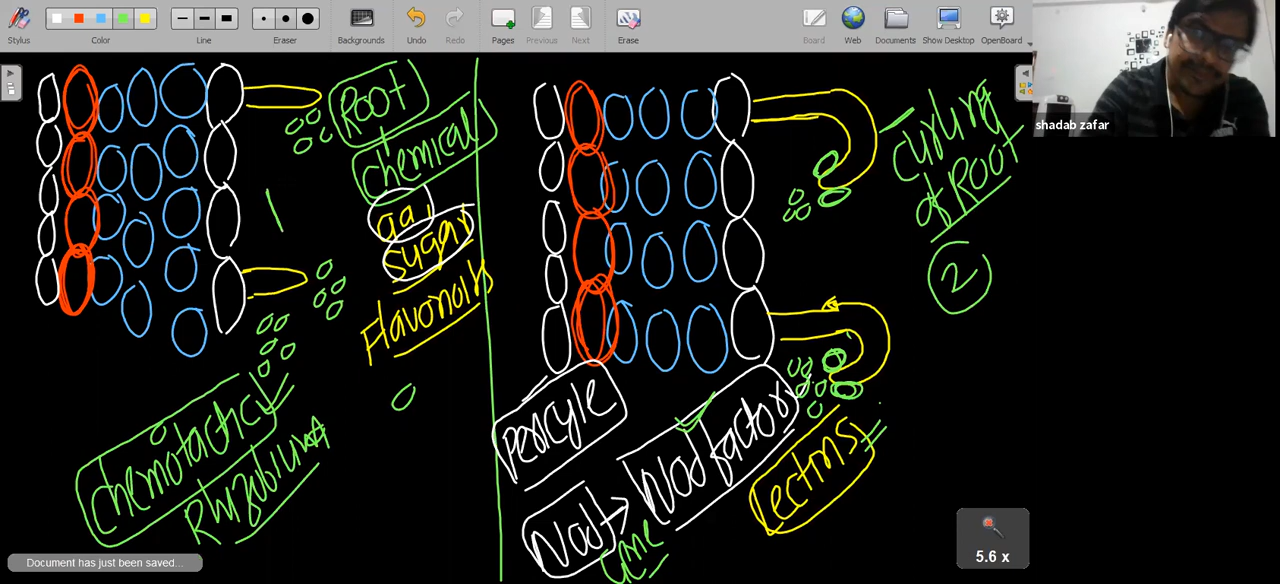 Stylus
Color
Line
Eraser
Backgrounds
Undo
Redo
Pages
Previous
Next
Erase
Board
Web
Documents
Show Desktop
OpenBoard
shadab zafar
ROOT
chemical
1
sugar
Flavonoids
chemotactic
Rhizobium
curling
of ROOT
2
pericyle
Nod factor
Nod
Gene
lectins
Document has just been saved...
5.6 x